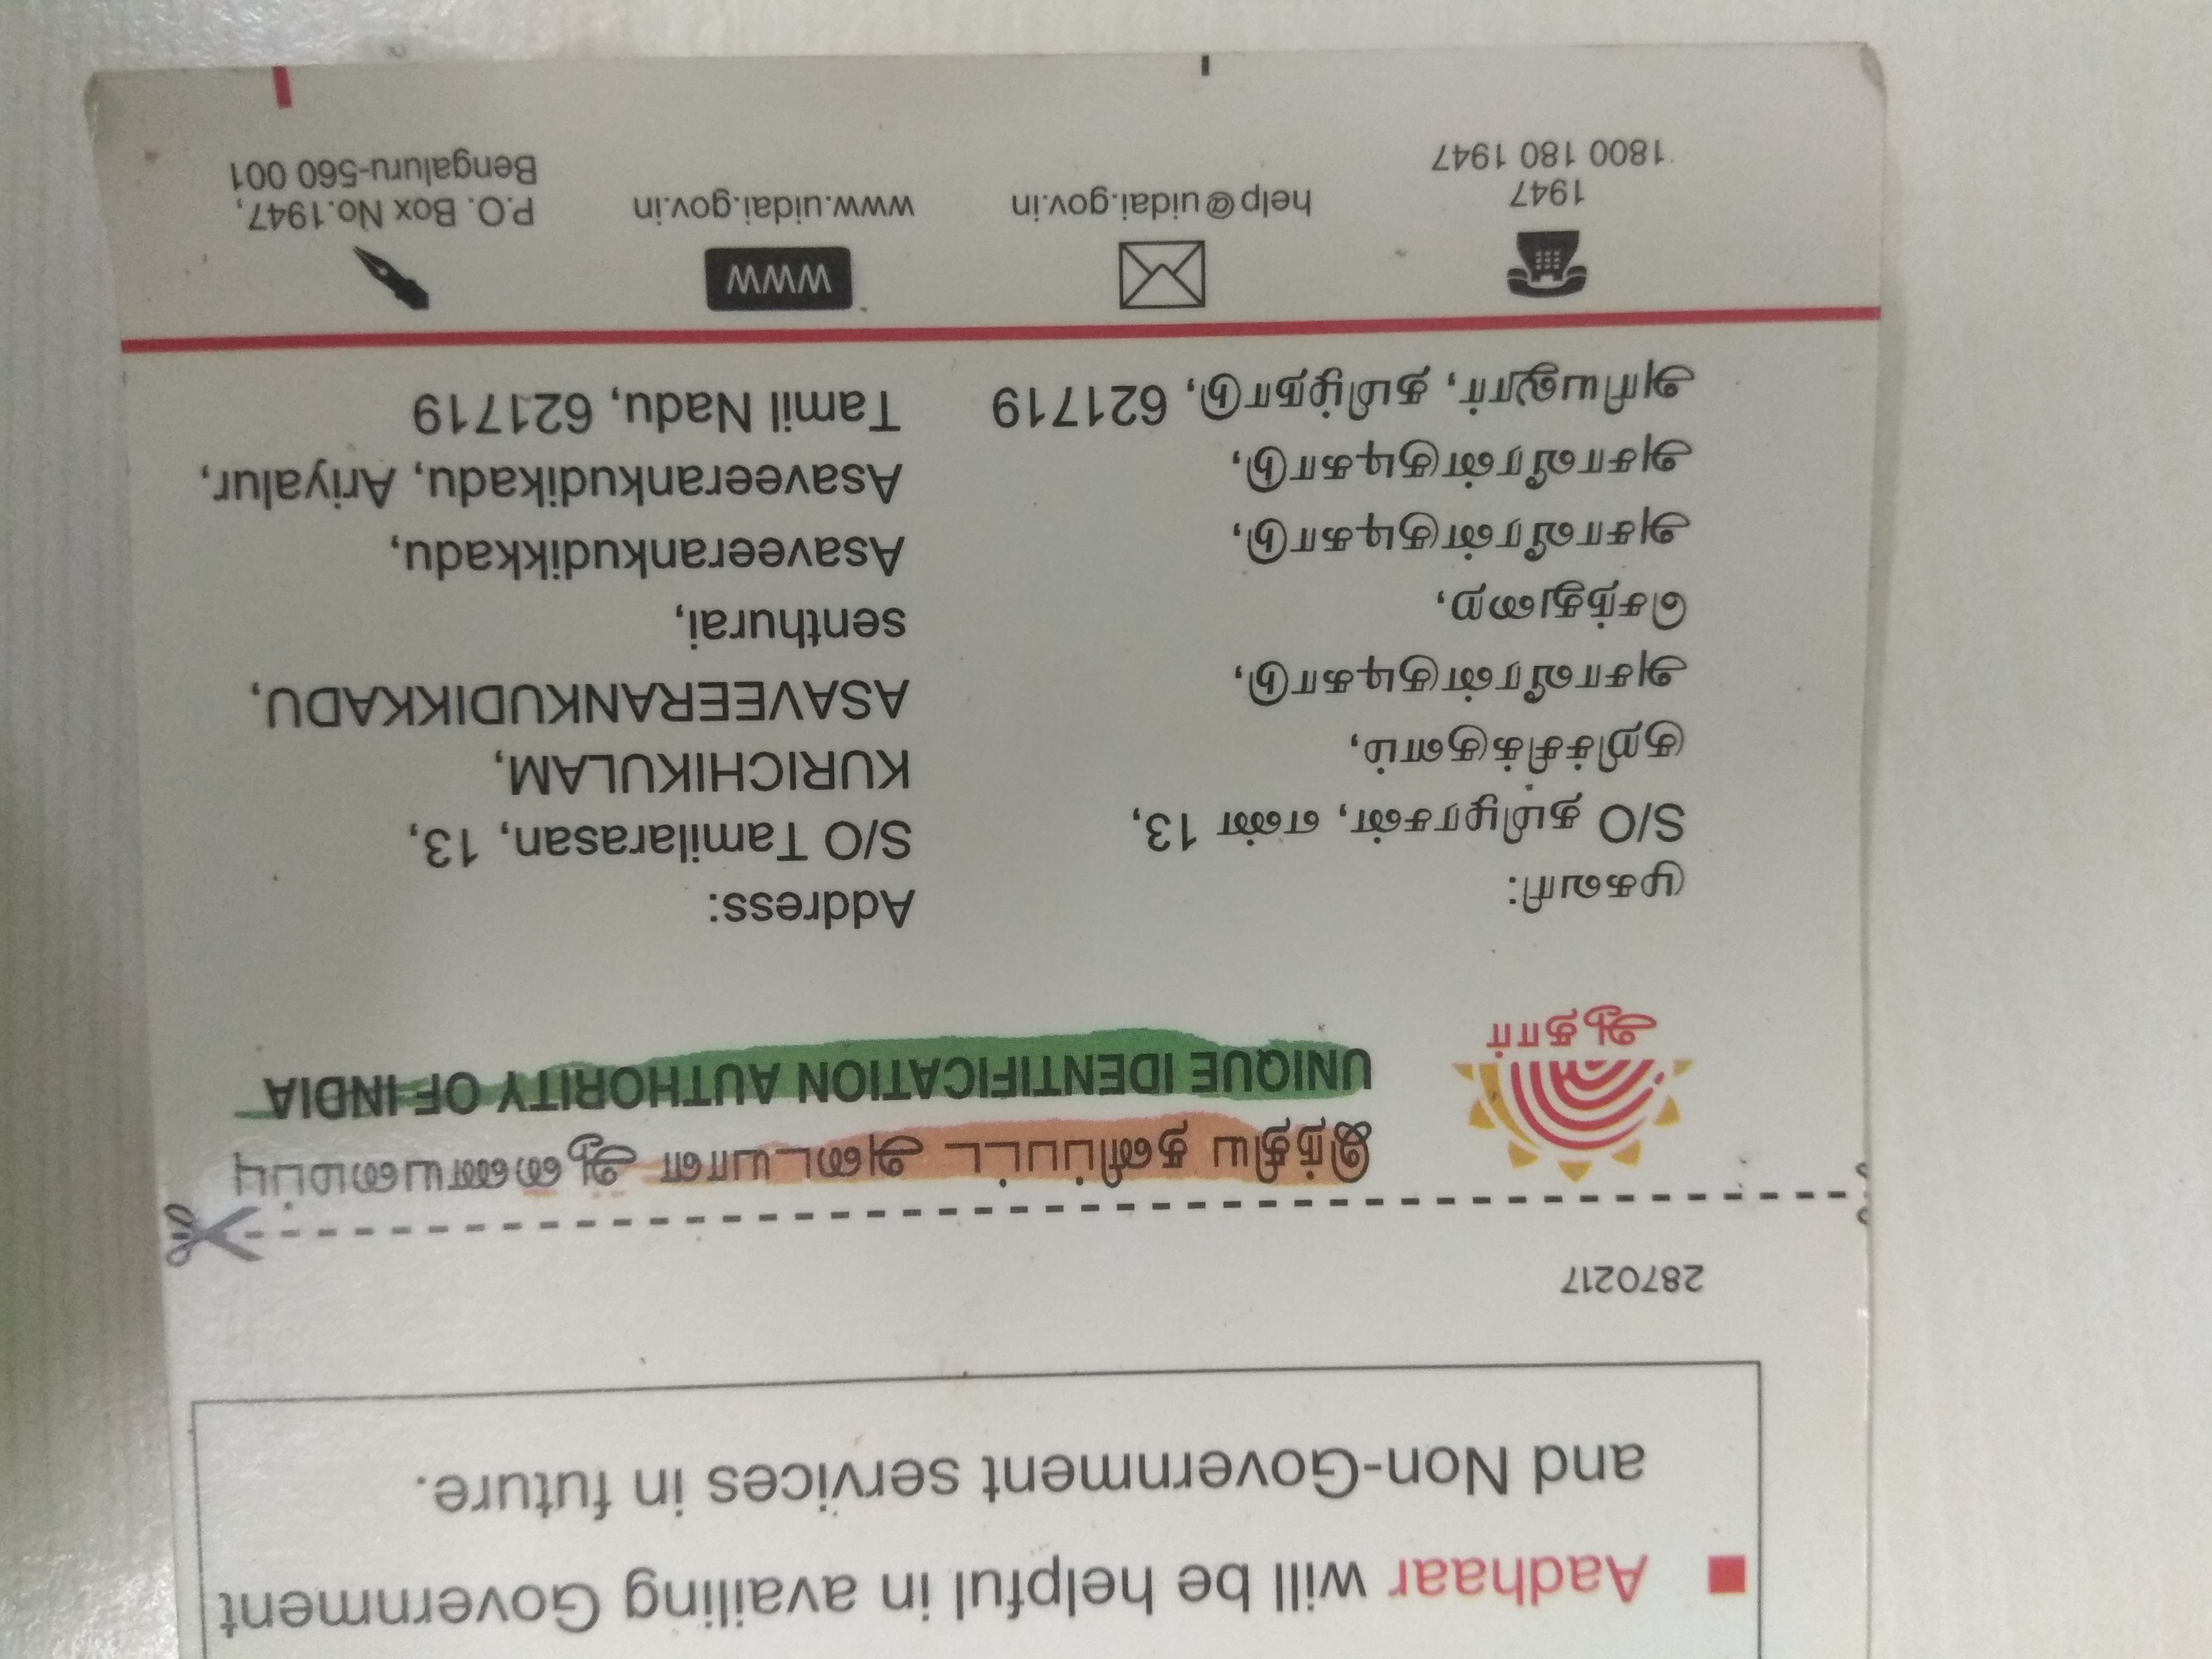 Aadhaar will be helpful in availing Government
and Non-Government services in future.
2870217
இந்திய தனிப்பட்ட அடையாள ஆணையமைப்பு
UNIQUE IDENTIFICATION AUTHORITY OF INDIA
ஆதார்
முகவரி:
S/O தமிழரசன், எண் 13,
குறிச்சிக்குளம்,
அசாவீரன்குடிகாடு,
செந்துறை,
அசாவீரன்குடிகாடு,
அசாவீரன்குடிகாடு,
அரியலூர், தமிழ்நாடு, 621719
Address:
S/O Tamilarasan, 13,
KURICHIKULAM,
ASAVEERANKUDIKKADU,
senthurai,
Asaveerankudikkadu,
Asaveerankudikadu, Ariyalur,
Tamil Nadu, 621719
1947
1800 180 1947
help@uidai.gov.in
WWW
www.uidai.gov.in
P.O. Box No.1947,
Bengaluru-560 001